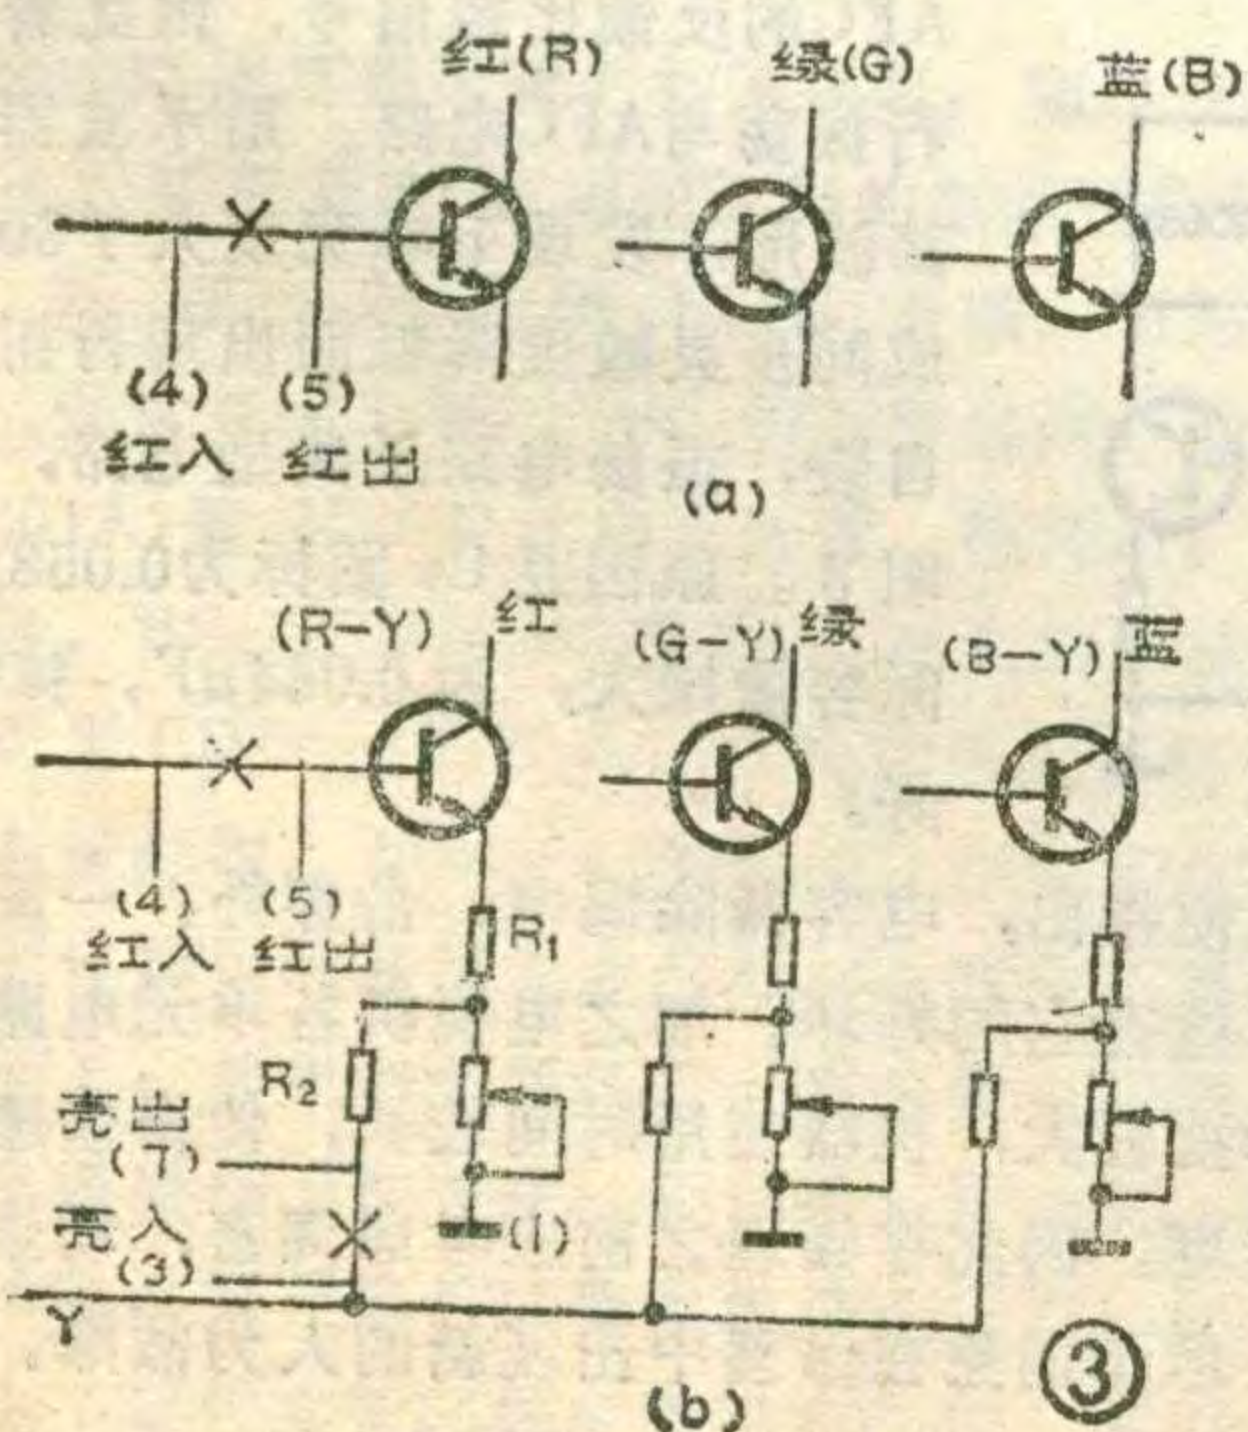 红(R) 绿(G) 蓝(B)
(4) (5)
红入 红出
(a)
(R-Y) 红 (G-Y) 绿 (B-Y) 蓝
(4) (5)
红入 红出
R₁
R₂
亮出
(7)
亮入
(3)
(1)
Y
(b)
③